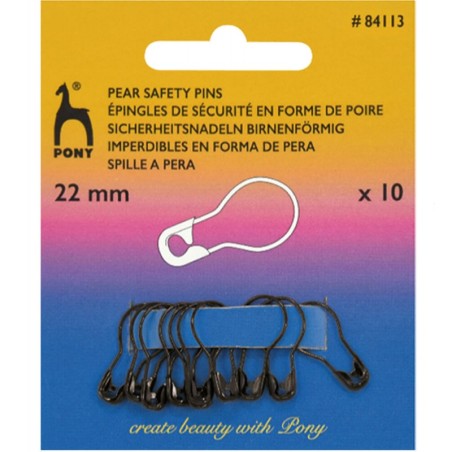 # 84113
®
PONY
PEAR SAFETY PINS
ÉPINGLES DE SÉCURITÉ EN FORME DE POIRE
SICHERHEITSNADELN BIRNENFÖRMIG
IMPERDIBLES EN FORMA DE PERA
SPILLE A PERA
22 mm
x 10
create beauty with Pony